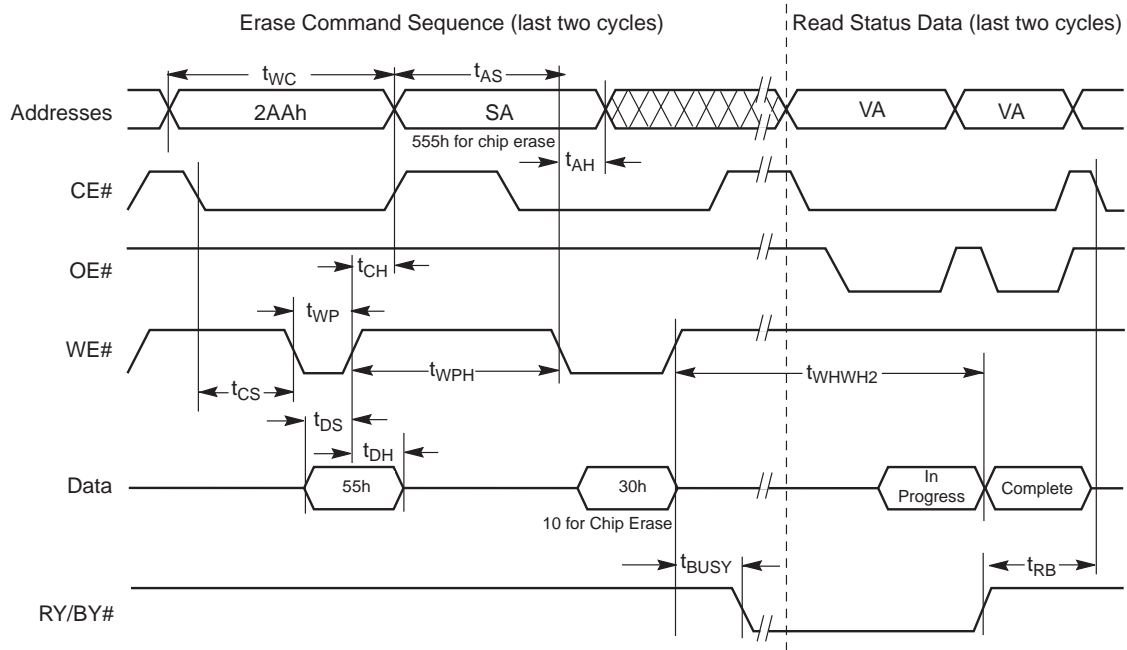 Erase Command Sequence (last two cycles)
Read Status Data (last two cycles)
tWC
tAS
Addresses
2AAh
SA
VA
VA
555h for chip erase
tAH
CE#
OE#
tCH
tWP
WE#
tWPH
tWHWH2
tCS
tDS
tDH
Data
55h
30h
In
Progress
Complete
10 for Chip Erase
tBUSY
tRB
RY/BY#